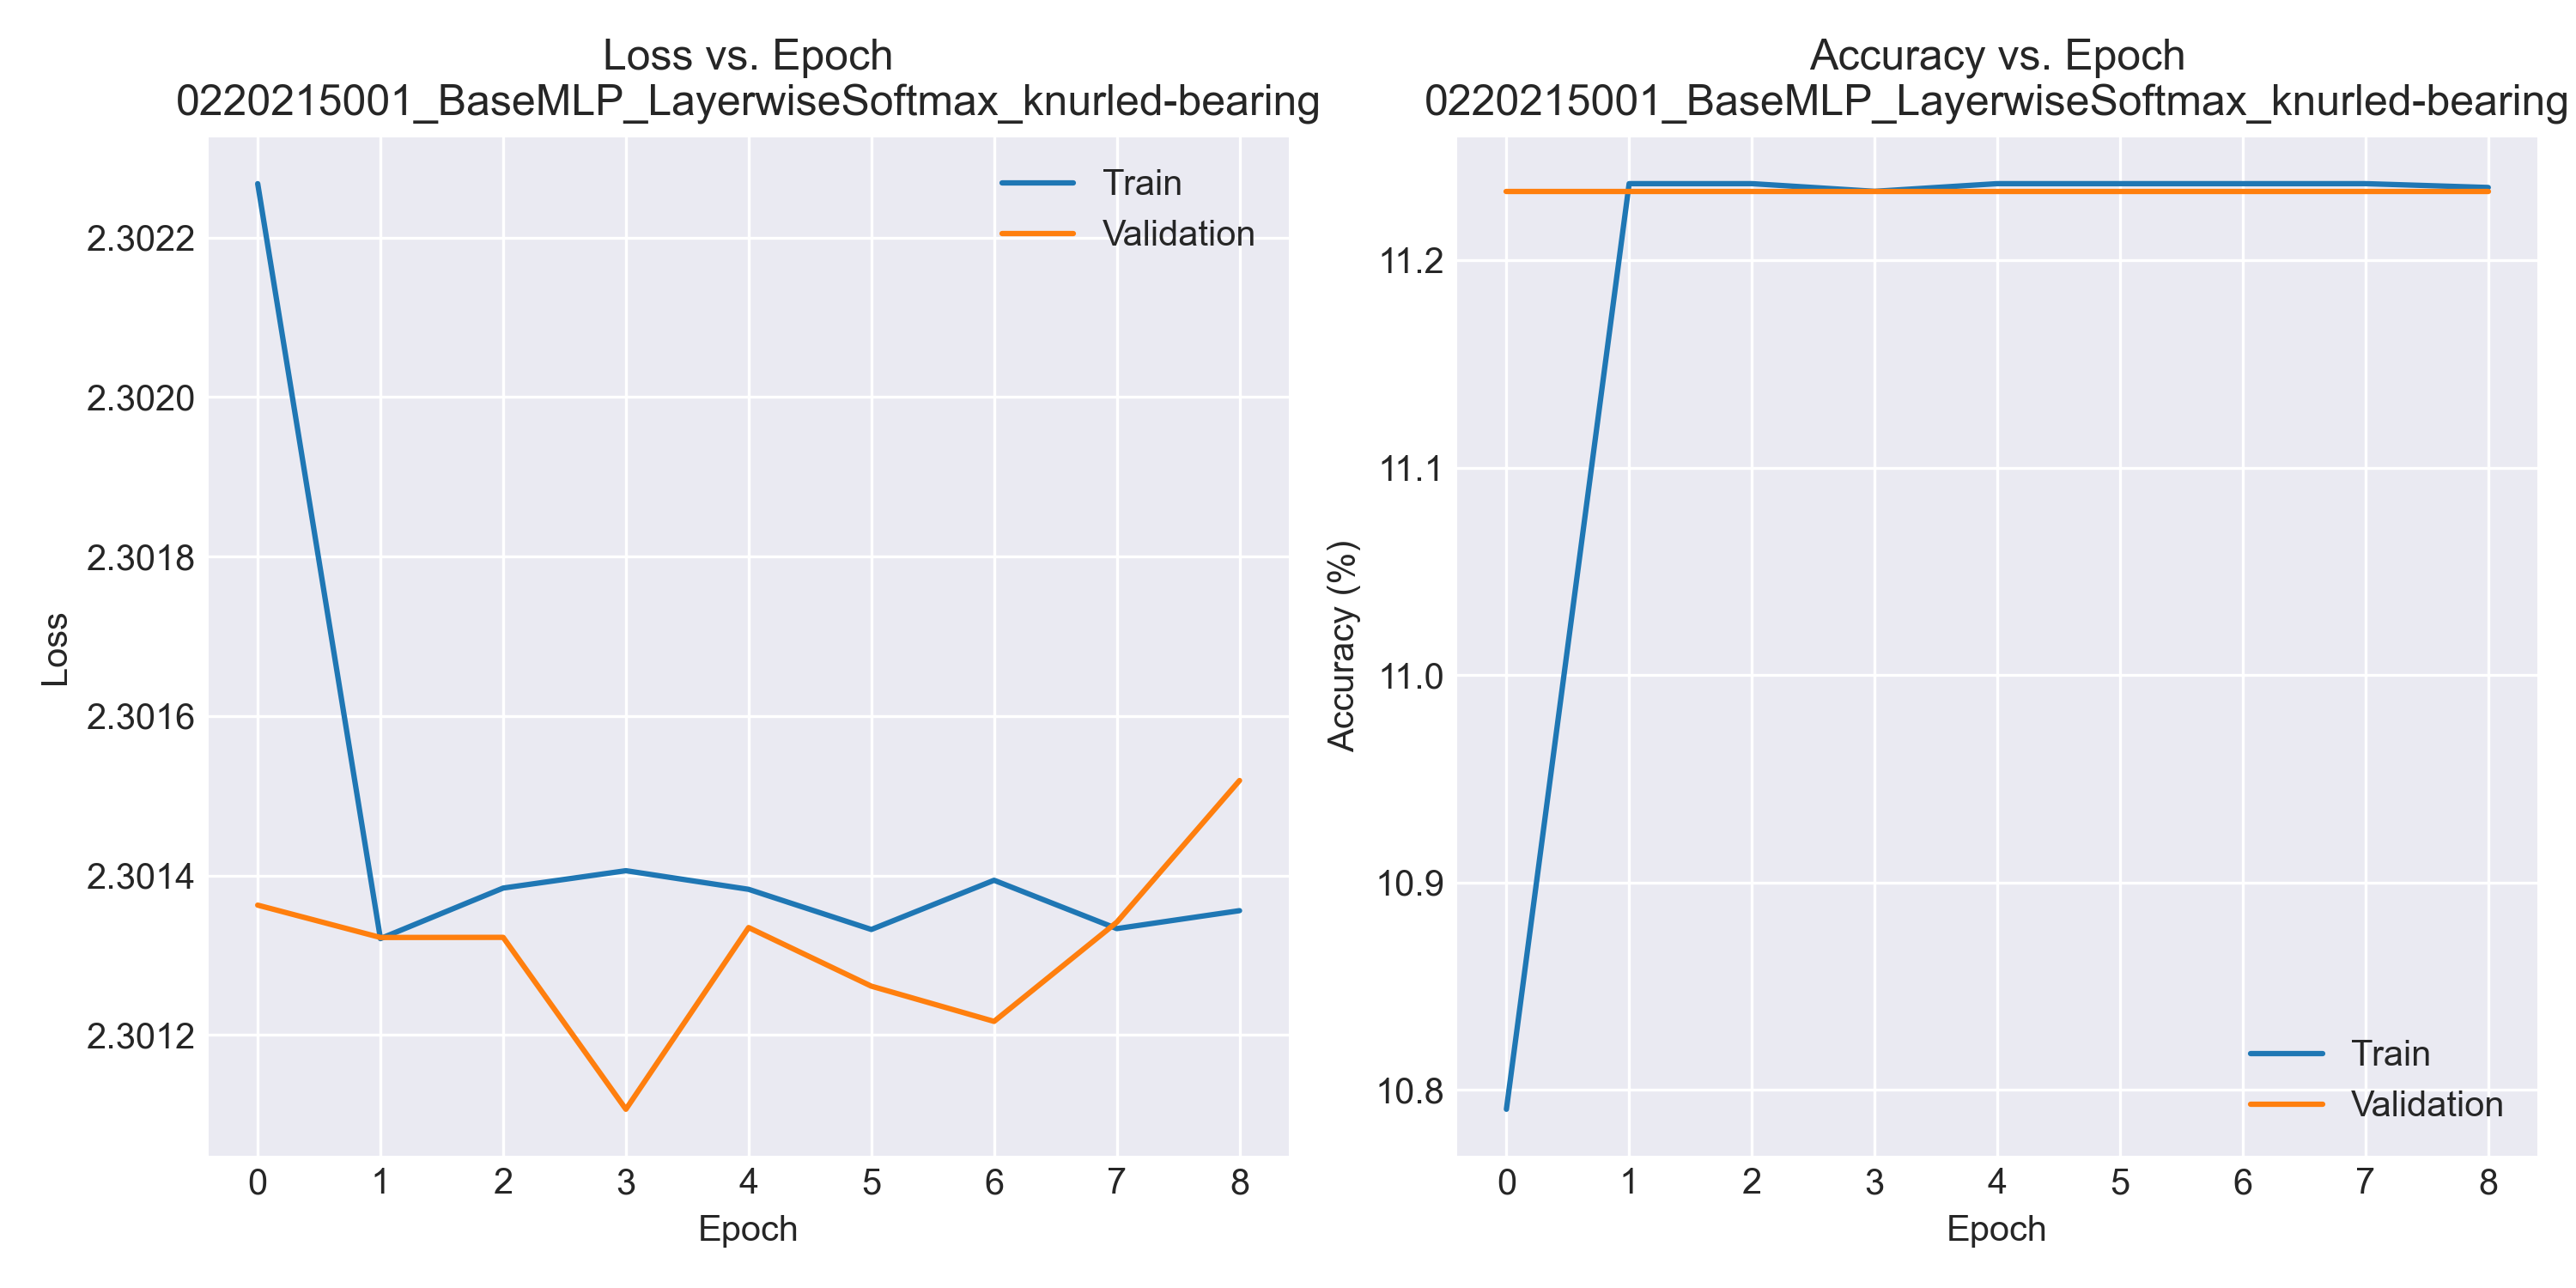 Loss vs. Epoch
0220215001_BaseMLP_LayerwiseSoftmax_knurled-bearing
Train
Validation
2.3022
2.3020
2.3018
2.3016
2.3014
2.3012
Loss
0 1 2 3 4 5 6 7 8
Epoch
Accuracy vs. Epoch
0220215001_BaseMLP_LayerwiseSoftmax_knurled-bearing
11.2
11.1
11.0
10.9
10.8
Accuracy (%)
Train
Validation
0 1 2 3 4 5 6 7 8
Epoch